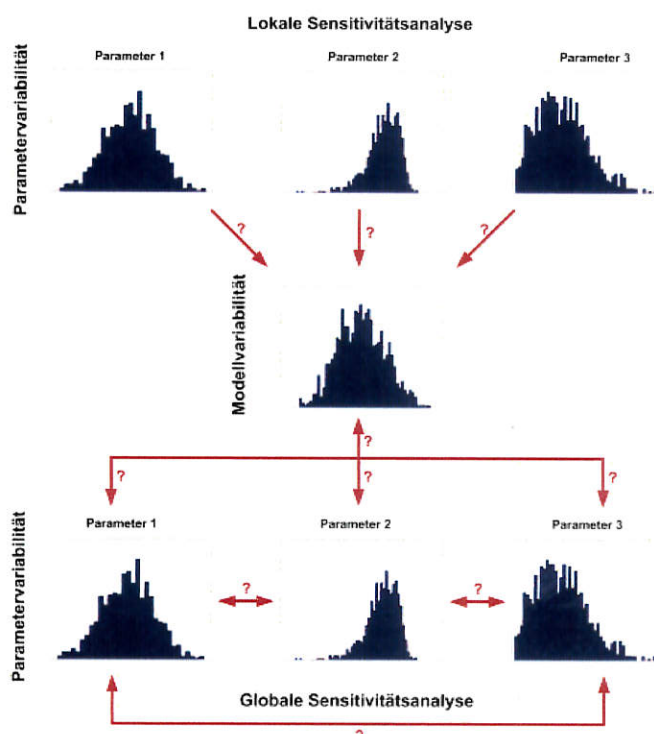 Lokale Sensitivitätsanalyse
Parameter 1
Parameter 2
Parameter 3
Parametervariabilität
?
?
?
Modellvariabilität
?
?
?
?
Parameter 1
Parameter 2
Parameter 3
Parametervariabilität
?
?
Globale Sensitivitätsanalyse
?